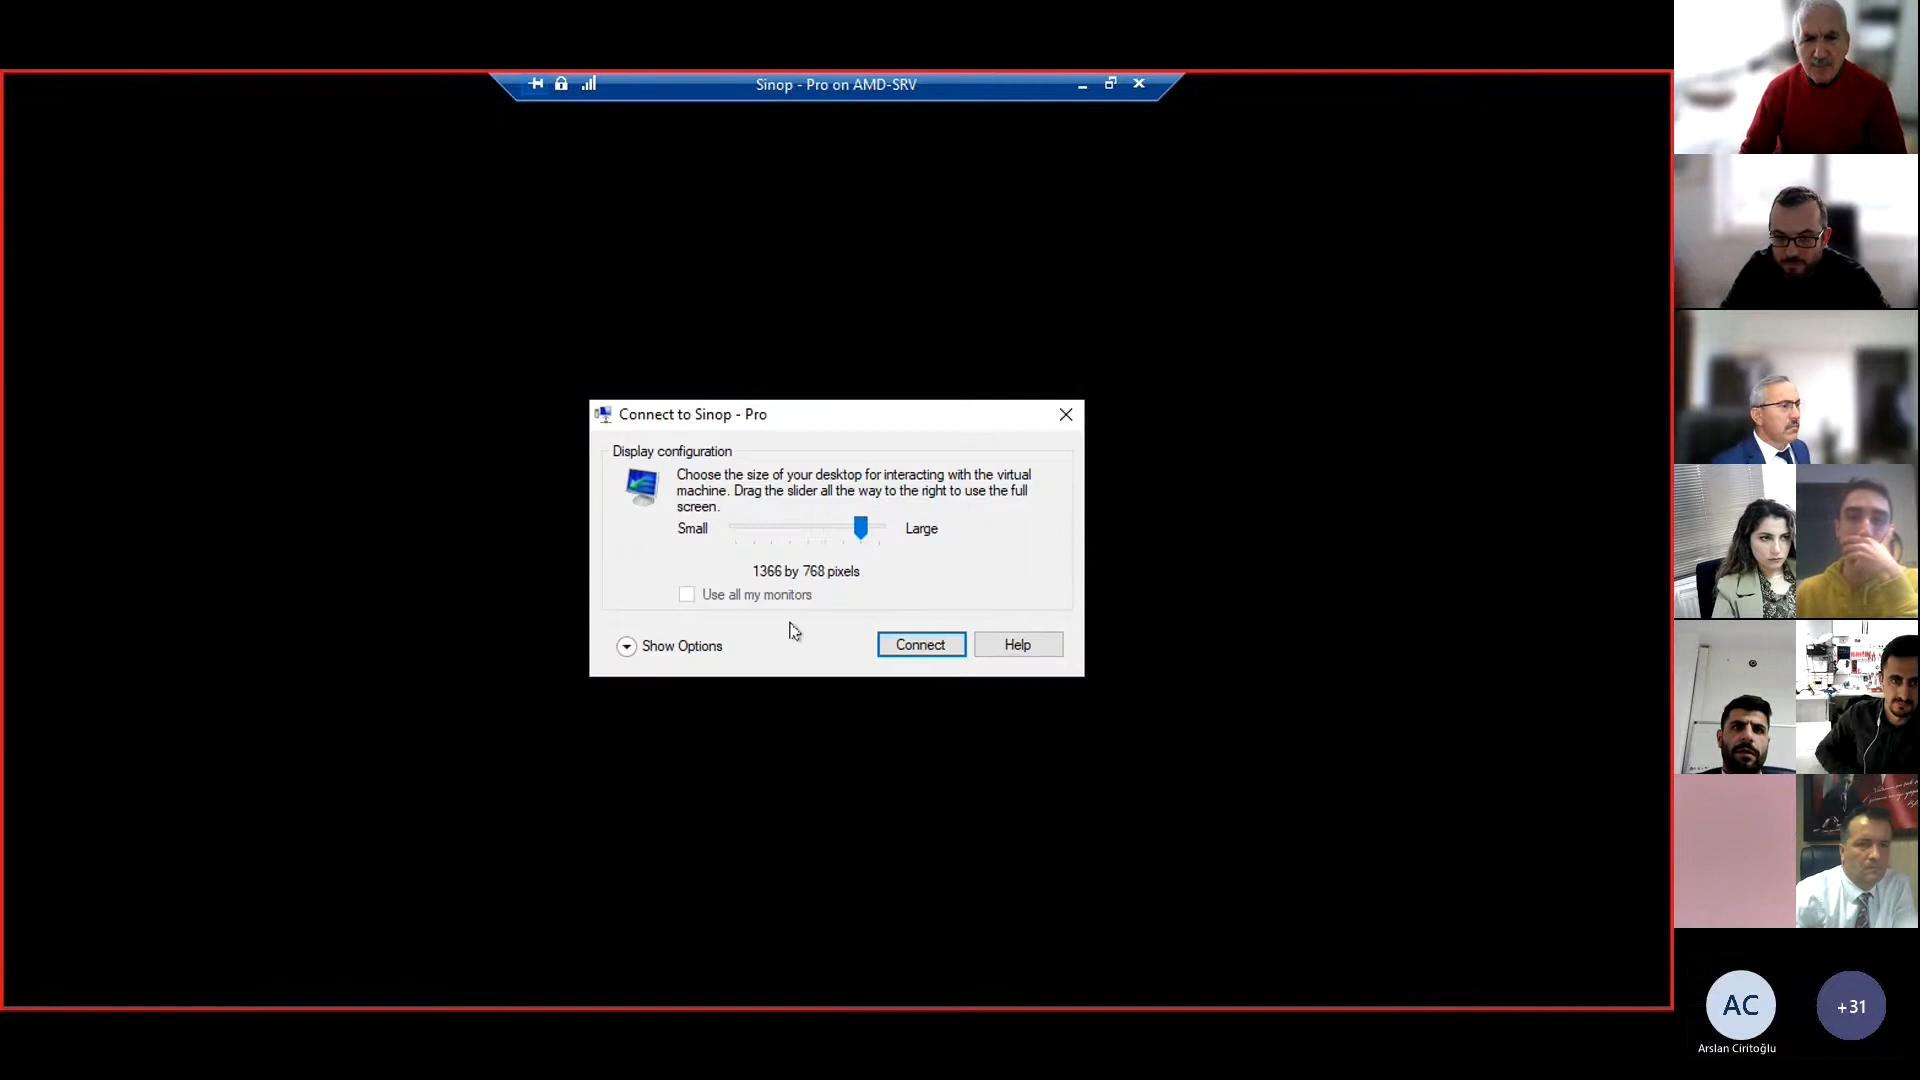 Sinop - Pro on AMD-SRV
Connect to Sinop - Pro
Display configuration
Choose the size of your desktop for interacting with the virtual
machine. Drag the slider all the way to the right to use the full
screen.
Small
Large
1366 by 768 pixels
Use all my monitors
Show Options
Connect
Help
AC
+31
Arslan Ciritoğlu